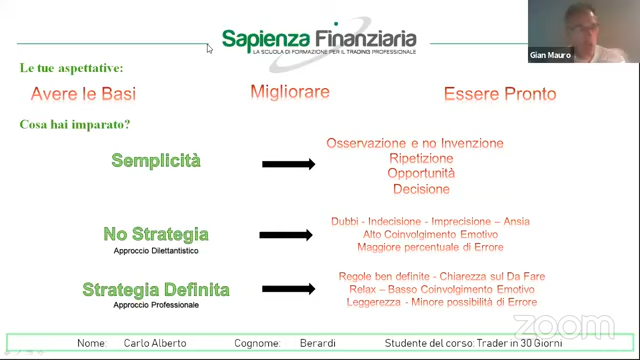 Sapienza Finanziaria
LA SCUOLA DI FORMAZIONE PER IL TRADING PROFESSIONALE
Gian Mauro
Le tue aspettative:
Avere le Basi
Migliorare
Essere Pronto
Cosa hai imparato?
Semplicità
Osservazione e no Invenzione
Ripetizione
Opportunità
Decisione
No Strategia
Approccio Dilettantistico
Dubbi - Indecisione - Imprecisione – Ansia
Alto Coinvolgimento Emotivo
Maggiore percentuale di Errore
Strategia Definita
Approccio Professionale
Regole ben definite - Chiarezza sul Da Fare
Relax – Basso Coinvolgimento Emotivo
Leggerezza - Minore possibilità di Errore
zoom
Nome: Carlo Alberto Cognome: Berardi Studente del corso: Trader in 30 Giorni